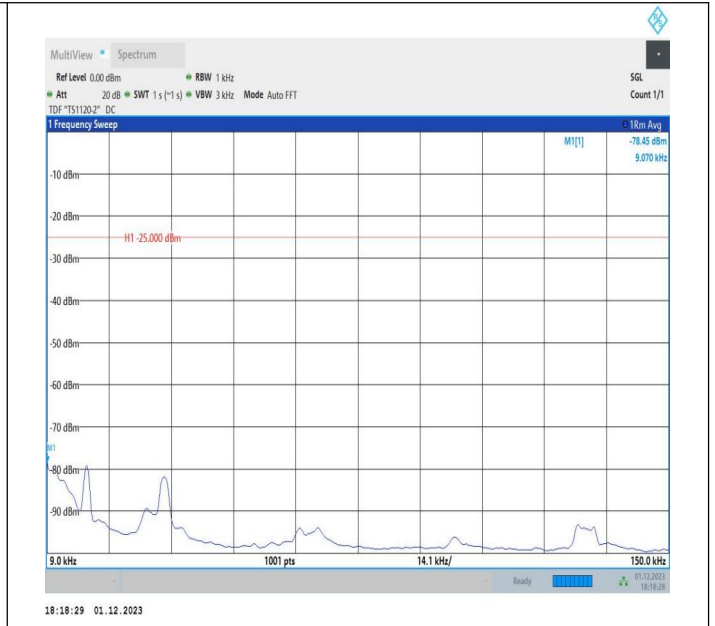 R S
MultiView Spectrum
Ref Level 0.00 dBm RBW 1 kHz SGL
Att 20 dB SWT 1 s (~1 s) VBW 3 kHz Mode Auto FFT Count 1/1
TDF "TS1120-2" DC
1 Frequency Sweep 1Rm Avg
M1[1] -78.45 dBm
9.070 kHz
-10 dBm
-20 dBm
H1 -25.000 dBm
-30 dBm
-40 dBm
-50 dBm
-60 dBm
-70 dBm
M1
-80 dBm
-90 dBm
9.0 kHz 1001 pts 14.1 kHz/ 150.0 kHz
Ready 01.12.2023
18:18:28
18:18:29 01.12.2023